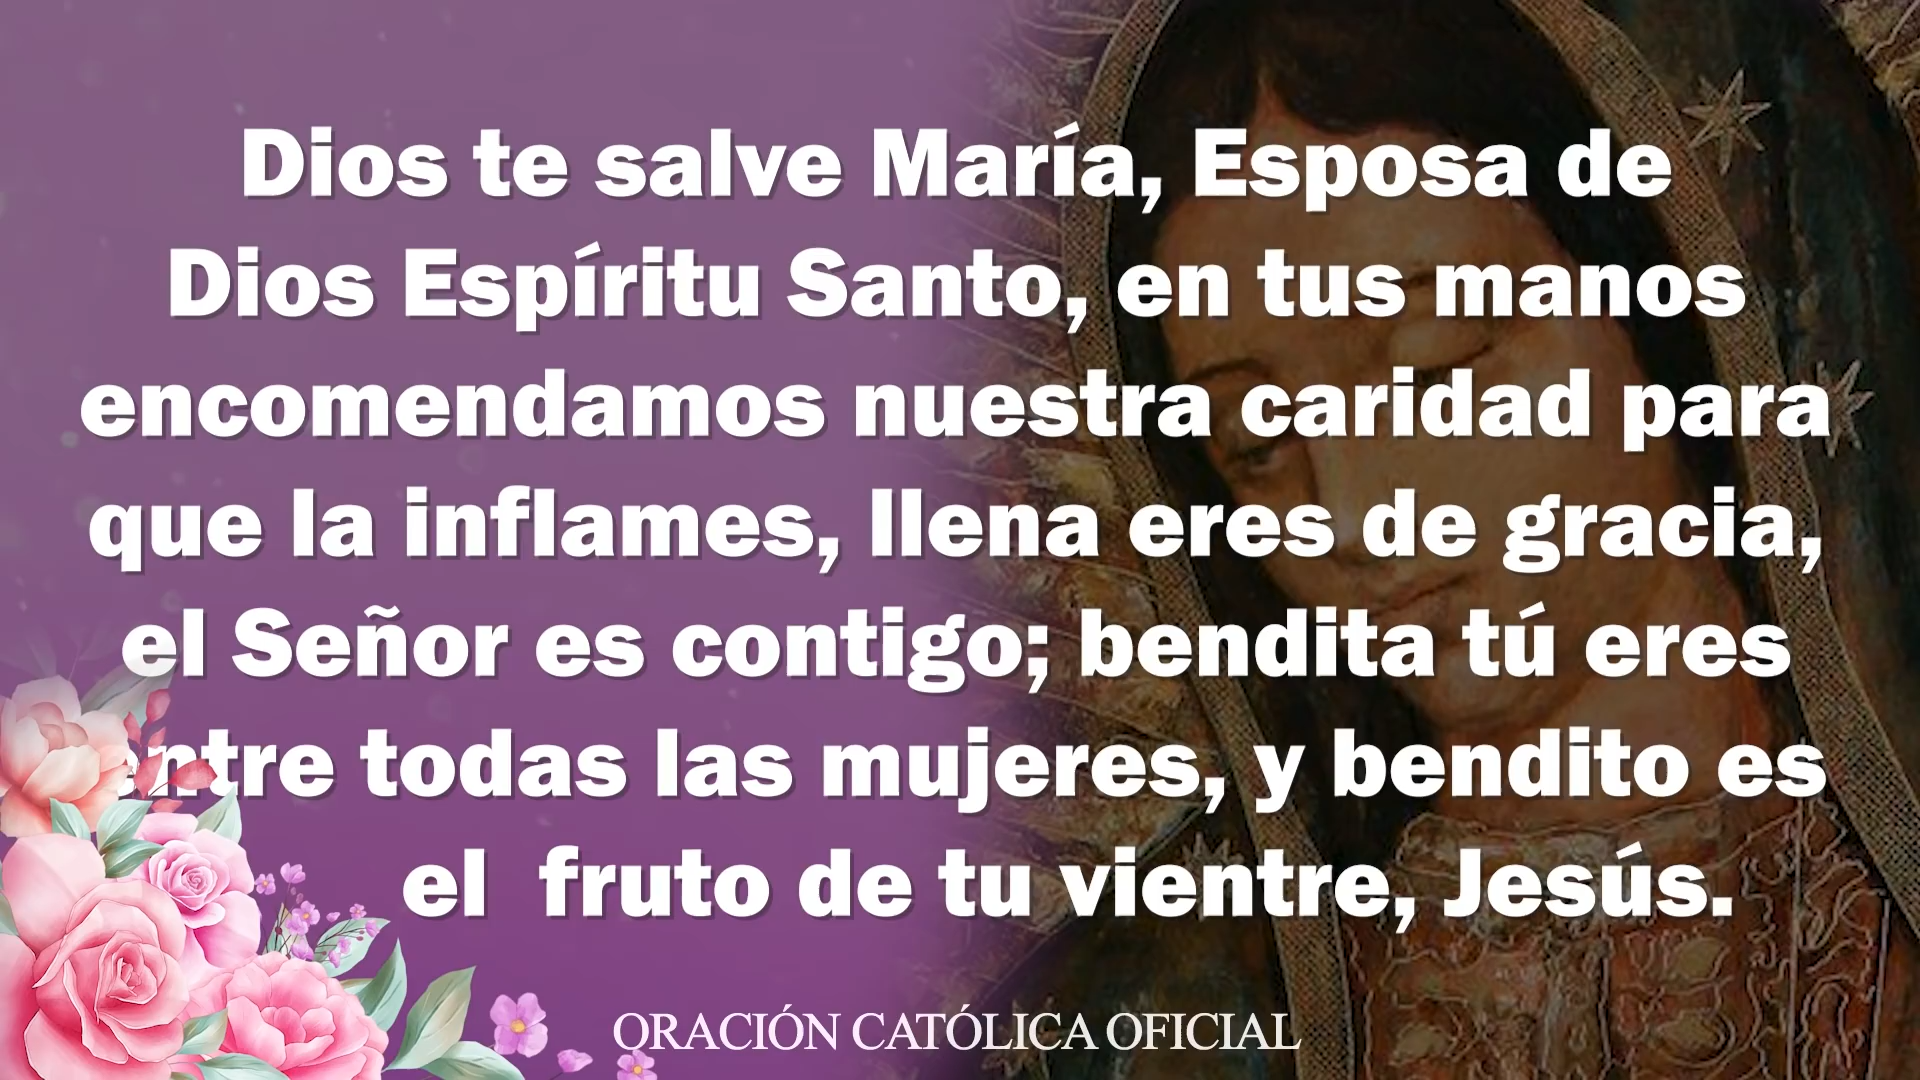 Dios te salve María, Esposa de
Dios Espíritu Santo, en tus manos
encomendamos nuestra caridad para
que la inflames, llena eres de gracia,
el Señor es contigo; bendita tú eres
entre todas las mujeres, y bendito es
el fruto de tu vientre, Jesús.
ORACIÓN CATÓLICA OFICIAL